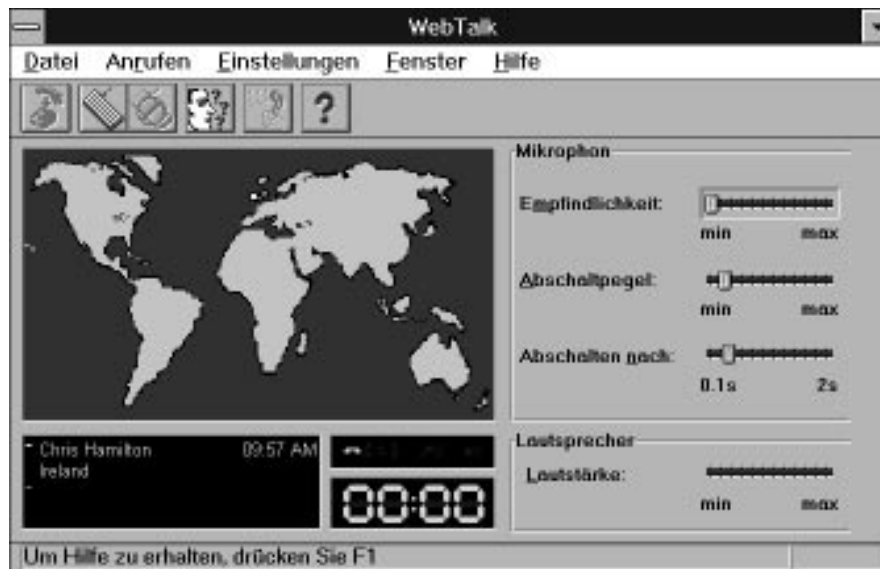 WebTalk
Datei Anrufen Einstellungen Fenster Hilfe
?
Mikrophon
Empfindlichkeit:
min max
Abschaltpegel:
min max
Abschalten nach:
0.1s 2s
Chris Hamilton 09:57 AM
Ireland
00:00
Lautsprecher
Lautstärke:
min max
Um Hilfe zu erhalten, drücken Sie F1